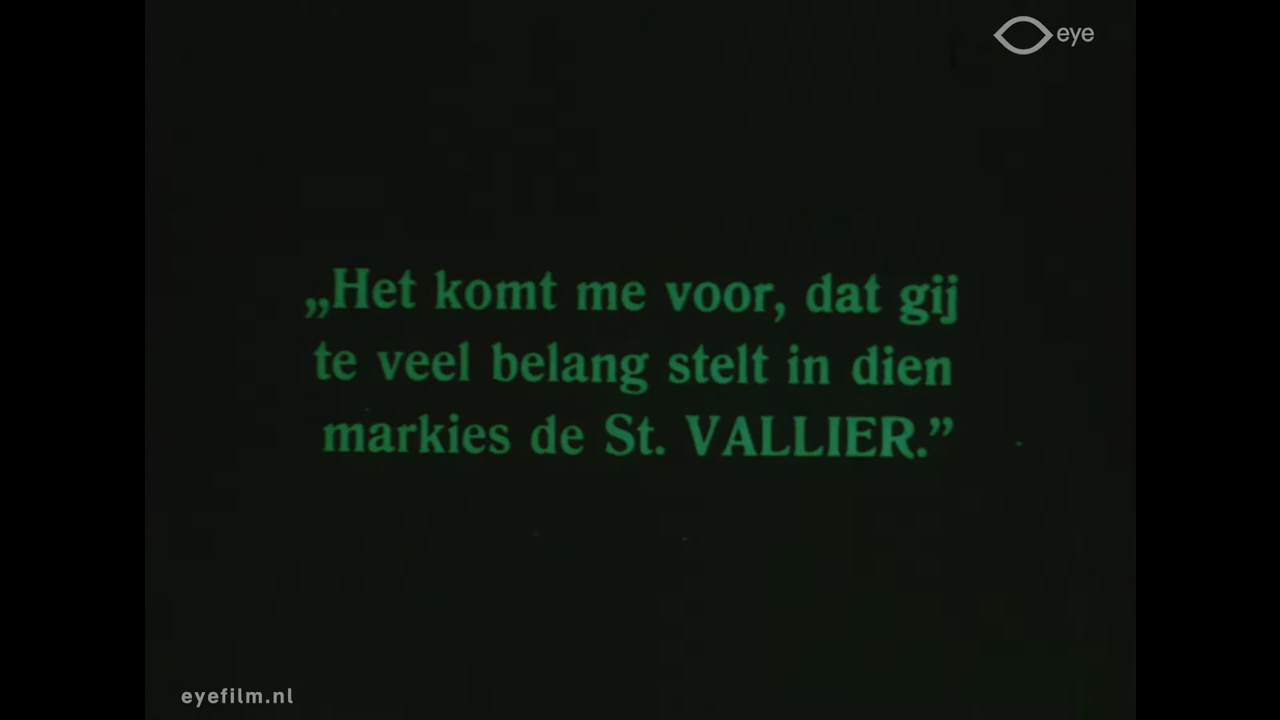 eye
„Het komt me voor, dat gij
te veel belang stelt in dien
markies de St. VALLIER.”
eyefilm.nl